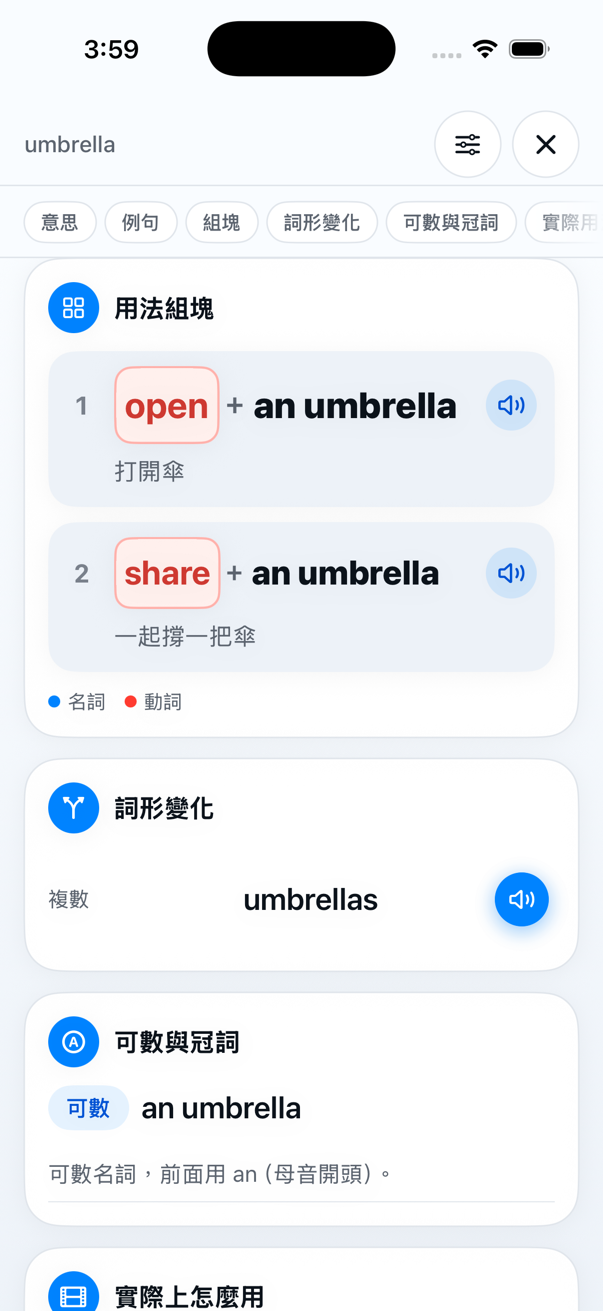 3:59
umbrella
意思 例句 組塊 詞形變化 可數與冠詞 實際用
用法組塊
1 open + an umbrella
打開傘
2 share + an umbrella
一起撐一把傘
名詞 動詞
詞形變化
複數 umbrellas
A 可數與冠詞
可數 an umbrella
可數名詞，前面用 an (母音開頭)。
實際上怎麼用